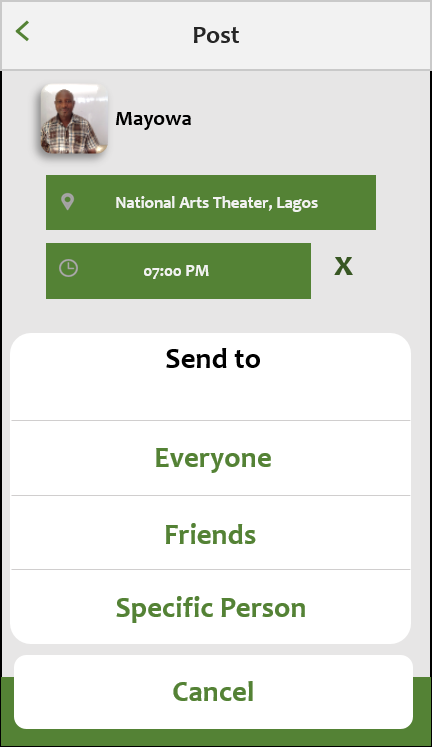 Post
Mayowa
National Arts Theater, Lagos
07:00 PM
X
Send to
Everyone
Friends
Specific Person
Cancel